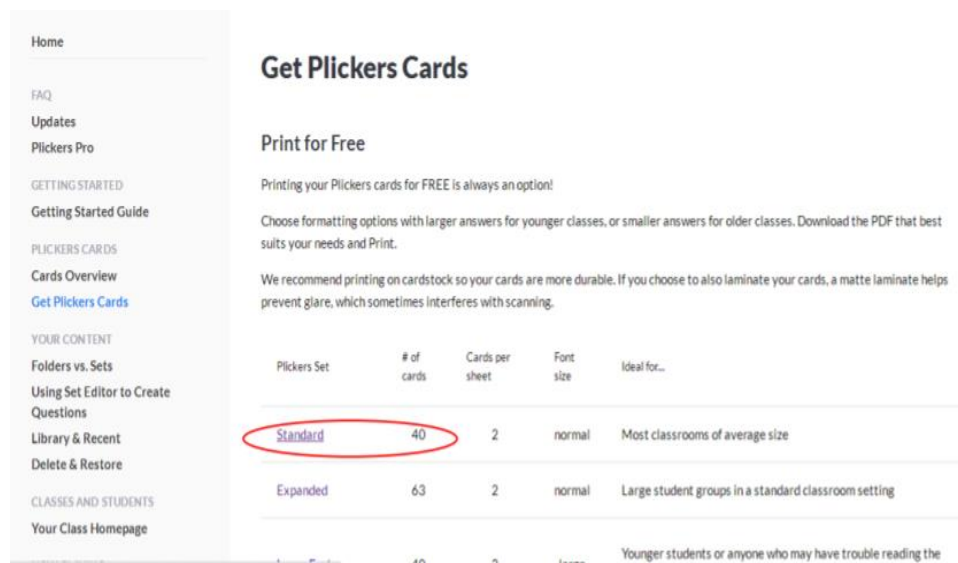 Home
FAQ
Updates
Plickers Pro
GETTING STARTED
Getting Started Guide
PLICKERS CARDS
Cards Overview
Get Plickers Cards
YOUR CONTENT
Folders vs. Sets
Using Set Editor to Create
Questions
Library & Recent
Delete & Restore
CLASSES AND STUDENTS
Your Class Homepage
Get Plickers Cards
Print for Free
Printing your Plickers cards for FREE is always an option!
Choose formatting options with larger answers for younger classes, or smaller answers for older classes. Download the PDF that best
suits your needs and Print.
We recommend printing on cardstock so your cards are more durable. If you choose to also laminate your cards, a matte laminate helps
prevent glare, which sometimes interferes with scanning.
Plickers Set # of cards Cards per sheet Font size Ideal for...
Standard 40 2 normal Most classrooms of average size
Expanded 63 2 normal Large student groups in a standard classroom setting
Younger students or anyone who may have trouble reading the